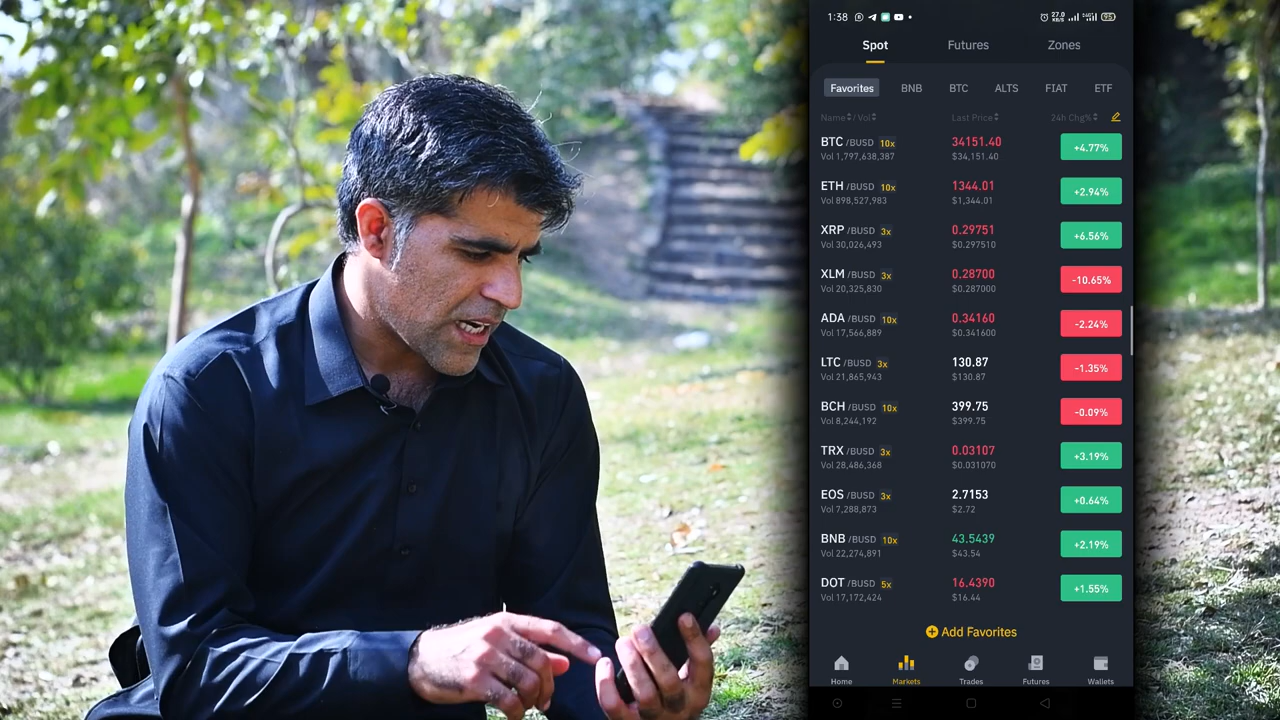 1:38 27.0 KB/S 95
Spot Futures Zones
Favorites BNB BTC ALTS FIAT ETF
Name / Vol Last Price 24h Chg%
BTC /BUSD 10x 34151.40 +4.77%
Vol 1,797,638,387 $34,151.40
ETH /BUSD 10x 1344.01 +2.94%
Vol 898,527,983 $1,344.01
XRP /BUSD 3x 0.29751 +6.56%
Vol 30,026,493 $0.297510
XLM /BUSD 3x 0.28700 -10.65%
Vol 20,325,830 $0.287000
ADA /BUSD 10x 0.34160 -2.24%
Vol 17,566,889 $0.341600
LTC /BUSD 3x 130.87 -1.35%
Vol 21,865,943 $130.87
BCH /BUSD 10x 399.75 -0.09%
Vol 8,244,192 $399.75
TRX /BUSD 3x 0.03107 +3.19%
Vol 28,486,368 $0.031070
EOS /BUSD 3x 2.7153 +0.64%
Vol 7,288,873 $2.72
BNB /BUSD 10x 43.5439 +2.19%
Vol 22,274,891 $43.54
DOT /BUSD 5x 16.4390 +1.55%
Vol 17,172,424 $16.44
Add Favorites
Home Markets Trades Futures Wallets